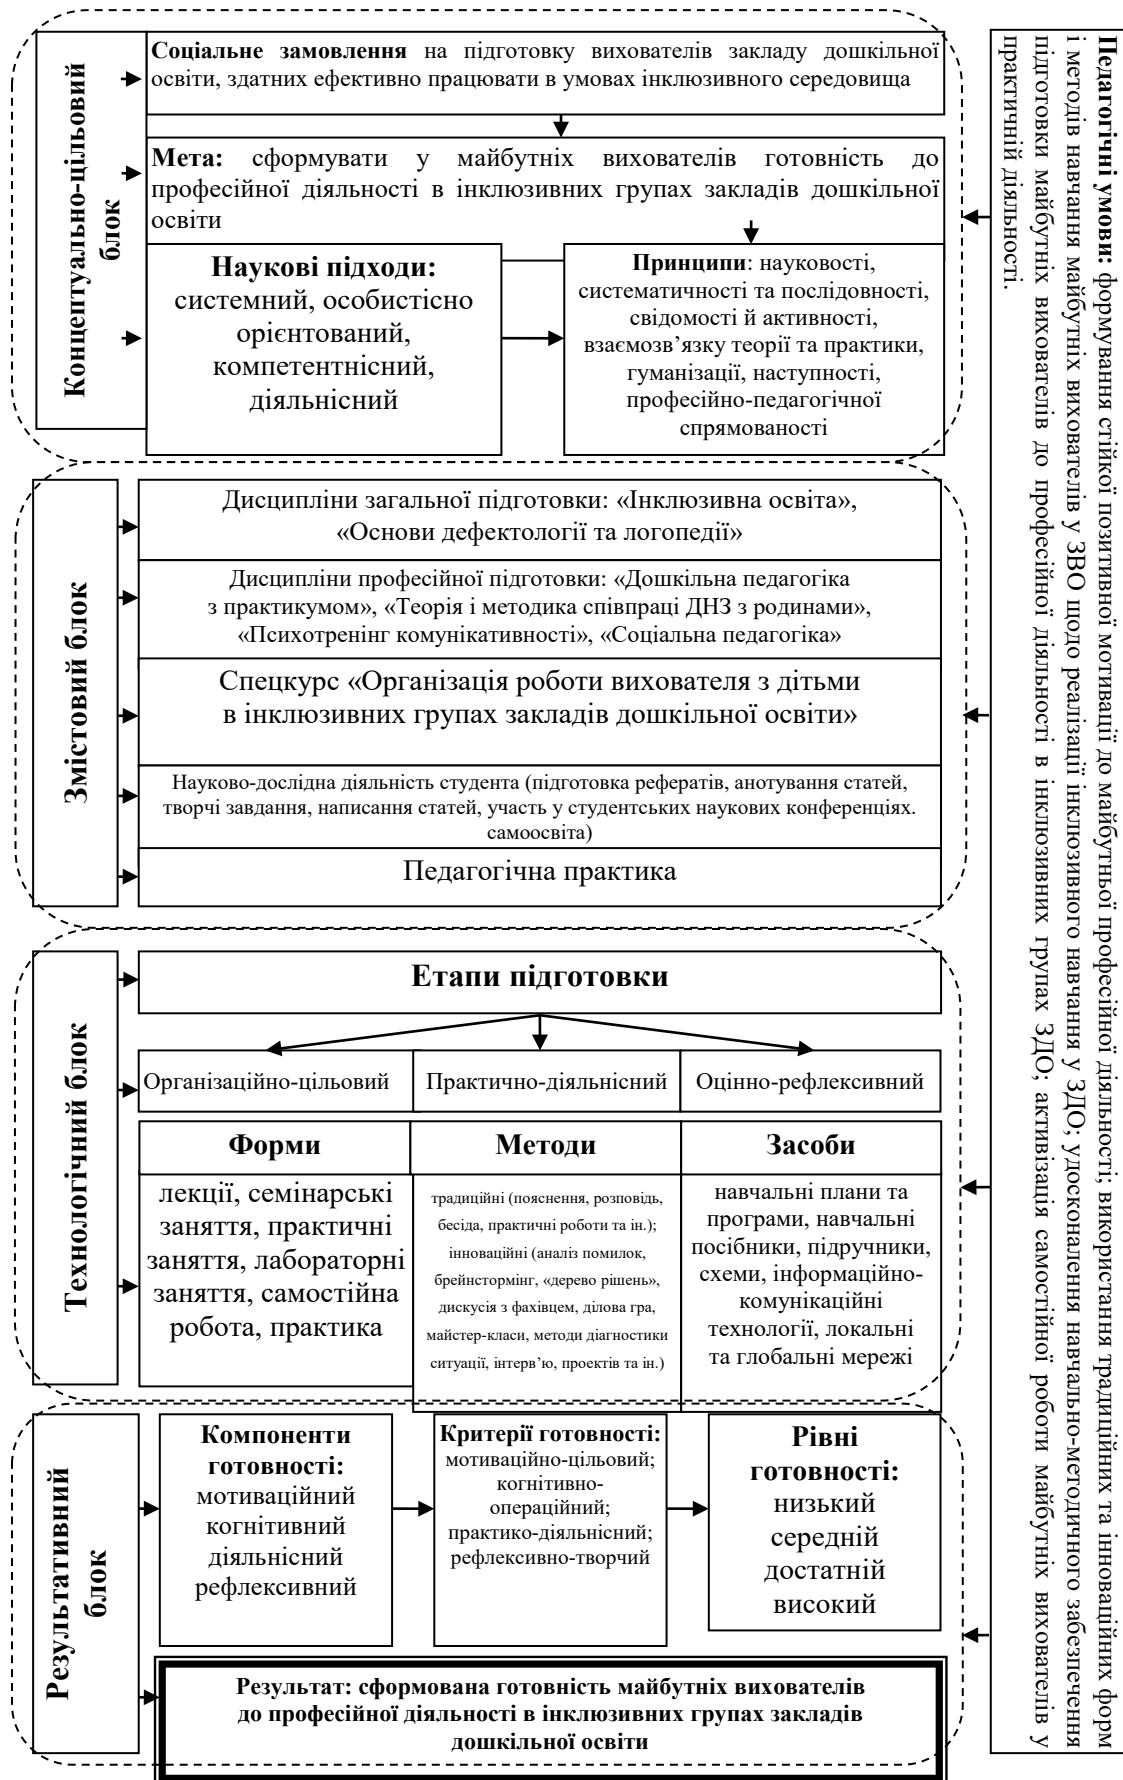 Концептуально-цільовий
блок
Соціальне замовлення на підготовку вихователів закладу дошкільної
освіти, здатних ефективно працювати в умовах інклюзивного середовища
Мета: сформувати у майбутніх вихователів готовність до
професійної діяльності в інклюзивних групах закладів дошкільної
освіти
Наукові підходи:
системний, особистісно
орієнтований,
компетентнісний,
діяльнісний
Принципи: науковості,
систематичності та послідовності,
свідомості й активності,
взаємозв’язку теорії та практики,
гуманізації, наступності,
професійно-педагогічної
спрямованості
Змістовий блок
Дисципліни загальної підготовки: «Інклюзивна освіта»,
«Основи дефектології та логопедії»
Дисципліни професійної підготовки: «Дошкільна педагогіка
з практикумом», «Теорія і методика співпраці ДНЗ з родинами»,
«Психотренінг комунікативності», «Соціальна педагогіка»
Спецкурс «Організація роботи вихователя з дітьми
в інклюзивних групах закладів дошкільної освіти»
Науково-дослідна діяльність студента (підготовка рефератів, анотування статей,
творчі завдання, написання статей, участь у студентських наукових конференціях.
самоосвіта)
Педагогічна практика
Технологічний блок
Етапи підготовки
Організаційно-цільовий
Практично-діяльнісний
Оцінно-рефлексивний
Форми
лекції, семінарські
заняття, практичні
заняття, лабораторні
заняття, самостійна
робота, практика
Методи
традиційні (пояснення, розповідь,
бесіда, практичні роботи та ін.);
інноваційні (аналіз помилок,
брейнстормінг, «дерево рішень»,
дискусія з фахівцем, ділова гра,
майстер-класи, методи діагностики
ситуації, інтерв’ю, проектів та ін.)
Засоби
навчальні плани та
програми, навчальні
посібники, підручники,
схеми, інформаційно-
комунікаційні
технології, локальні
та глобальні мережі
Результативний
блок
Компоненти
готовності:
мотиваційний
когнітивний
діяльнісний
рефлексивний
Критерії готовності:
мотиваційно-цільовий;
когнітивно-
операційний;
практико-діяльнісний;
рефлексивно-творчий
Рівні
готовності:
низький
середній
достатній
високий
Результат: сформована готовність майбутніх вихователів
до професійної діяльності в інклюзивних групах закладів
дошкільної освіти
Педагогічні умови: формування стійкої позитивної мотивації до майбутньої професійної діяльності; використання традиційних та інноваційних форм
і методів навчання майбутніх вихователів у ЗВО щодо реалізації інклюзивного навчання у ЗДО; удосконалення навчально-методичного забезпечення
підготовки майбутніх вихователів до професійної діяльності в інклюзивних групах ЗДО; активізація самостійної роботи майбутніх вихователів у
практичній діяльності.